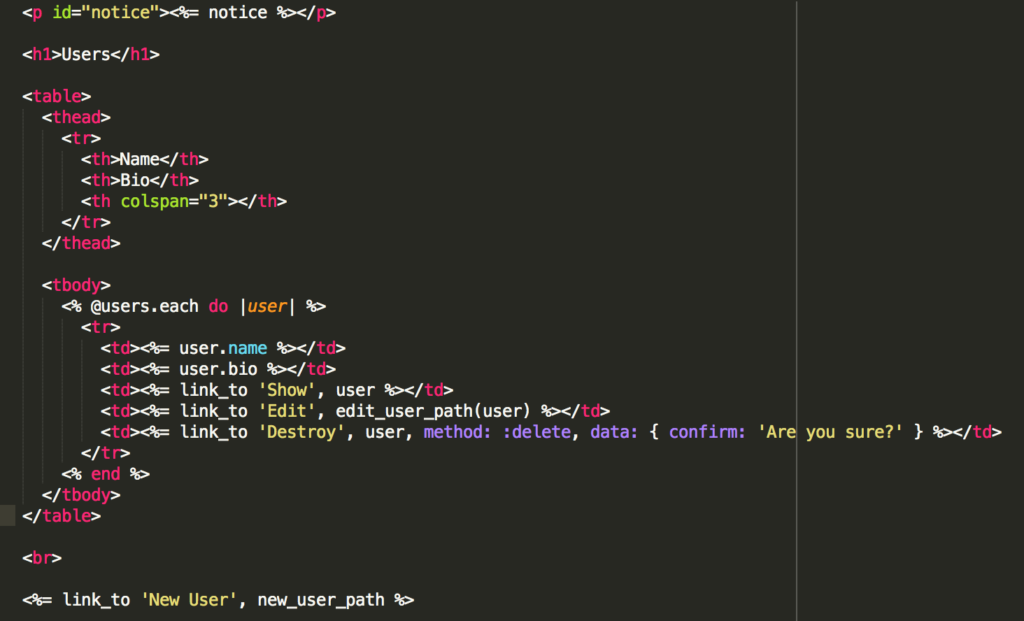 <p id="notice"><%= notice %></p>
<h1>Users</h1>
<table>
<thead>
<tr>
<th>Name</th>
<th>Bio</th>
<th colspan="3"></th>
</tr>
</thead>
<tbody>
<% @users.each do |user| %>
<tr>
<td><%= user.name %></td>
<td><%= user.bio %></td>
<td><%= link_to 'Show', user %></td>
<td><%= link_to 'Edit', edit_user_path(user) %></td>
<td><%= link_to 'Destroy', user, method: :delete, data: { confirm: 'Are you sure?' } %></td>
</tr>
<% end %>
</tbody>
</table>
<br>
<%= link_to 'New User', new_user_path %>